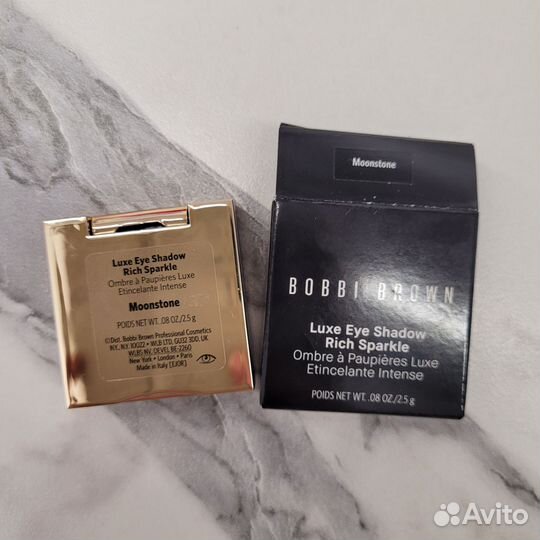 Luxe Eye Shadow
Rich Sparkle
Ombre à Paupières Luxe
Etincelante Intense
Moonstone
POIDS NET WT. .08 OZ./2.5 g
©Dist. Bobbi Brown Professional Cosmetics
NY., N.Y. 10022 • WLB LTD, GU32 3DD, UK
WLBS NV, DEVEL BE-2260
New York • London • Paris
Made in Italy [EJOR]
Moonstone
BOBBI BROWN
Luxe Eye Shadow
Rich Sparkle
Ombre à Paupières Luxe
Etincelante Intense
POIDS NET WT. .08 OZ./2.5 g
Avito